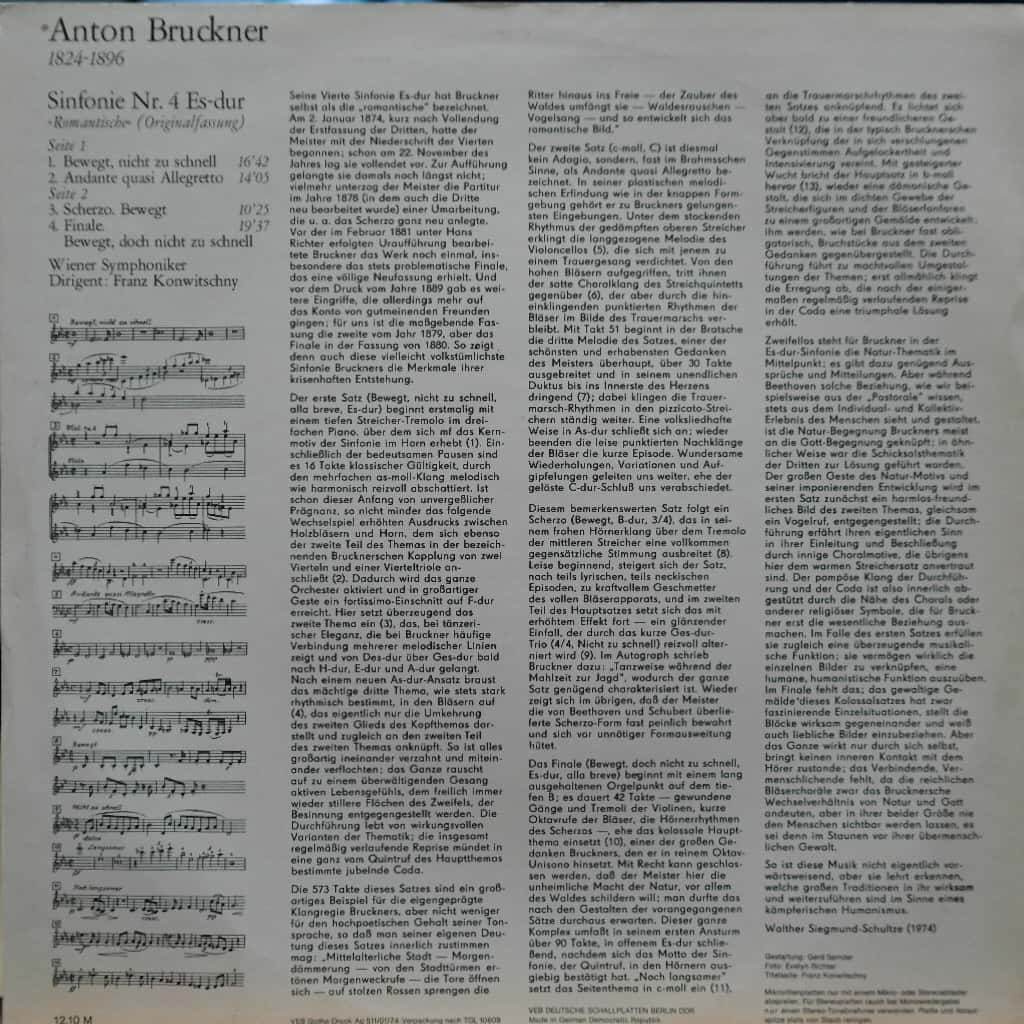 Anton Bruckner
1824-1896
Sinfonie Nr. 4 Es-dur
»Romantische« (Originalfassung)
Seite 1
1. Bewegt, nicht zu schnell 16'42
2. Andante quasi Allegretto 14'05
Seite 2
3. Scherzo. Bewegt 10'25
4. Finale. 19'37
Bewegt, doch nicht zu schnell
Wiener Symphoniker
Dirigent: Franz Konwitschny
Bewegt, nicht zu schnell
Andante quasi Allegretto
Bewegt
Nicht zu schnell
Langsamer
Noch langsamer
12,10 M
Seine Vierte Sinfonie Es-dur hat Bruckner
selbst als die „romantische" bezeichnet.
Am 2. Januar 1874, kurz nach Vollendung
der Erstfassung der Dritten, hatte der
Meister mit der Niederschrift der Vierten
begonnen; schon am 22. November des
Jahres lag sie vollendet vor. Zur Aufführung
gelangte sie damals noch längst nicht;
vielmehr unterzog der Meister die Partitur
im Jahre 1878 (in dem auch die Dritte
neu bearbeitet wurde) einer Umarbeitung,
die u. a. das Scherzo ganz neu anlegte.
Vor der im Februar 1881 unter Hans
Richter erfolgten Uraufführung bearbei-
tete Bruckner das Werk noch einmal, ins-
besondere das stets problematische Finale,
das eine völlige Neufassung erhielt. Und
vor dem Druck vom Jahre 1889 gab es wei-
tere Eingriffe, die allerdings mehr auf
das Konto von gutmeinenden Freunden
gingen; für uns ist die maßgebende Fas-
sung die zweite vom Jahr 1879, aber das
Finale in der Fassung von 1880. So zeigt
denn auch diese vielleicht volkstümlichste
Sinfonie Bruckners die Merkmale ihrer
krisenhaften Entstehung.
Der erste Satz (Bewegt, nicht zu schnell,
alla breve, Es-dur) beginnt erstmalig mit
einem tiefen Streicher-Tremolo im drei-
fachen Piano, über dem sich auf das Kern-
motiv der Sinfonie im Horn erhebt (1). Ein-
schließlich der bedeutsamen Pausen sind
es 16 Takte klassischer Gültigkeit, durch
den mehrfachen as-moll-Klang melodisch
wie harmonisch reizvoll abschattiert. Ist
schon dieser Anfang von unvergeßlicher
Prägnanz, so nicht minder das folgende
Wechselspiel erhöhten Ausdrucks zwischen
Holzbläsern und Horn, dem sich ebenso
der zweite Teil des Themas in der bezeich-
nenden Brucknerschen Kopplung von zwei
Vierteln und einer Vierteltriole an-
schließt (2). Dadurch wird das ganze
Orchester aktiviert und in großartiger
Geste ein fortissimo-Einschnitt auf F-dur
erreicht. Hier setzt überzeugend das
zweite Thema ein (3), das, bei tänzeri-
scher Eleganz, die bei Bruckner häufige
Verbindung mehrerer melodischer Linien
zeigt und von Des-dur über Ges-dur bald
nach H-dur, E-dur und A-dur gelangt.
Nach einem neuen As-dur-Ansatz braust
das mächtige dritte Thema, wie stets stark
rhythmisch bestimmt, in den Bläsern auf
(4), das eigentlich nur die Umkehrung
des zweiten Glieds des Kopfthemas dar-
stellt und zugleich an den zweiten Teil
des zweiten Themas anknüpft. So ist alles
großartig ineinander verzahnt und mitein-
ander verflochten; das Ganze rauscht
auf zu einem überwältigenden Gesang
aktiven Lebensgefühls, dem freilich immer
wieder stillere Flächen des Zweifels, der
Besinnung entgegengestellt werden. Die
Durchführung lebt von wirkungsvollen
Varianten der Thematik; die insgesamt
regelmäßig verlaufende Reprise mündet in
eine ganz vom Quintruf des Hauptthemas
bestimmte jubelnde Coda.
Die 573 Takte dieses Satzes sind ein groß-
artiges Beispiel für die eigengeprägte
Klangregie Bruckners, aber nicht weniger
für den hochpoetischen Gehalt seiner Ton-
sprache, so daß man seiner eigenen Deu-
tung dieses Satzes innerlich zustimmen
mag: „Mittelalterliche Stadt — Morgen-
dämmerung — von den Stadttürmen er-
tönen Morgenweckrufe — die Tore öffnen
sich — auf stolzen Rossen sprengen die
VEB Gotha-Druck Ag 511/01/74 Verpackung nach TGL 10609
Ritter hinaus ins Freie — der Zauber des
Waldes umfängt sie — Waldesrauschen —
Vogelsang — und so entwickelt sich das
romantische Bild."
Der zweite Satz (c-moll, C) ist diesmal
kein Adagio, sondern, fast im Brahmsschen
Sinne, als Andante quasi Allegretto be-
zeichnet. In seiner plastischen melodi-
schen Erfindung wie in der knappen Form-
gebung gehört er zu Bruckners gelungen-
sten Eingebungen. Unter dem stockenden
Rhythmus der gedämpften oberen Streicher
erklingt die langgezogene Melodie des
Violoncellos (5), die sich mit jenem zu
einem Trauergesang verdichtet. Von den
hohen Bläsern aufgegriffen, tritt ihnen
der satte Choralklang des Streichquintetts
gegenüber (6), der aber durch die hin-
einklingenden punktierten Rhythmen der
Bläser im Bilde des Trauermarschs ver-
bleibt. Mit Takt 51 beginnt in der Bratsche
die dritte Melodie des Satzes, einer der
schönsten und erhabensten Gedanken
des Meisters überhaupt, über 30 Takte
ausgebreitet und in seinem unendlichen
Duktus bis ins Innerste des Herzens
dringend (7); dabei klingen die Trauer-
marsch-Rhythmen in den pizzicato-Strei-
chern ständig weiter. Eine volksliedhafte
Weise in As-dur schließt sich an; wieder
beenden die leise punktierten Nachklänge
der Bläser die kurze Episode. Wundersame
Wiederholungen, Variationen und Auf-
gipfelungen geleiten uns weiter, ehe der
gelöste C-dur-Schluß uns verabschiedet.
Diesem bemerkenswerten Satz folgt ein
Scherzo (Bewegt, B-dur, 3/4), das in sei-
nem frohen Hörnerklang über dem Tremolo
der mittleren Streicher eine vollkommen
gegensätzliche Stimmung ausbreitet (8).
Leise beginnend, steigert sich der Satz,
nach teils lyrischen, teils neckischen
Episoden, zu kraftvollem Geschmetter
des vollen Bläserapparats, und im zweiten
Teil des Hauptsatzes setzt sich das mit
erhöhtem Effekt fort — ein glänzender
Einfall, der durch das kurze Ges-dur-
Trio (4/4, Nicht zu schnell) reizvoll alter-
niert wird (9). Im Autograph schrieb
Bruckner dazu: „Tanzweise während der
Mahlzeit zur Jagd", wodurch der ganze
Satz genügend charakterisiert ist. Wieder
zeigt sich im übrigen, daß der Meister
die von Beethoven und Schubert überlie-
ferte Scherzo-Form fast peinlich bewahrt
und sich vor unnötiger Formausweitung
hütet.
Das Finale (Bewegt, doch nicht zu schnell,
Es-dur, alla breve) beginnt mit einem lang
ausgehaltenen Orgelpunkt auf dem tie-
fen B; es dauert 42 Takte — gewundene
Gänge und Tremoli der Violinen, kurze
Oktavrufe der Bläser, die Hörnerrhythmen
des Scherzos —, ehe das kolossale Haupt-
thema einsetzt (10), einer der großen Ge-
danken Bruckners, den er in reinem Oktav-
Unisono hinsetzt. Mit Recht kann geschlos-
sen werden, daß der Meister hier die
unheimliche Macht der Natur, vor allem
des Waldes schildern will; man durfte das
nach den Gestalten der vorangegangenen
Sätze durchaus erwarten. Dieser ganze
Komplex umfaßt in seinem ersten Ansturm
über 90 Takte, in offenem Es-dur schlie-
ßend, nachdem sich das Motto der Sin-
fonie, der Quintruf, in den Hörnern aus-
giebig bestätigt hat. „Noch langsamer"
setzt das Seitenthema in c-moll ein (11),
VEB DEUTSCHE SCHALLPLATTEN BERLIN DDR
Made in German Democratic Republik
an die Trauermarschrhythmen des zwei-
ten Satzes anknüpfend. Es lichtet sich
aber bald zu einer freundlicheren Ge-
stalt (12), die in der typisch Brucknerschen
Verknüpfung der in sich verschlungenen
Gegenstimmen Aufgelockertheit und
Intensivierung vereint. Mit gesteigerter
Wucht bricht der Hauptsatz in b-moll
hervor (13), wieder eine dämonische Ge-
stalt, die sich im dichten Gewebe der
Streicherfiguren und der Bläserfanfaren
zu einem großartigen Gemälde entwickelt;
ihm werden, wie bei Bruckner fast obli-
gatorisch, Bruchstücke aus dem zweiten
Gedanken gegenübergestellt. Die Durch-
führung führt zu machtvollen Umgestal-
tungen der Themen; erst allmählich klingt
die Erregung ab, die nach der einiger-
maßen regelmäßig verlaufenden Reprise
in der Coda eine triumphale Lösung
erhält.
Zweifellos steht für Bruckner in der
Es-dur-Sinfonie die Natur-Thematik im
Mittelpunkt; es gibt dazu genügend Aus-
sprüche und Mitteilungen. Aber während
Beethoven solche Beziehung, wie wir bei-
spielsweise aus der „Pastorale" wissen,
stets aus dem Individual- und Kollektiv-
Erlebnis des Menschen sieht und gestaltet,
ist die Natur-Begegnung Bruckners meist
an die Gott-Begegnung geknüpft; in ähn-
licher Weise war die Schicksalsthematik
der Dritten zur Lösung geführt worden.
Der großen Geste des Natur-Motivs und
seiner imponierenden Entwicklung wird im
ersten Satz zunächst ein harmlos-freund-
liches Bild des zweiten Themas, gleichsam
ein Vogelruf, entgegengestellt; die Durch-
führung erfährt ihren eigentlichen Sinn
in ihrer Einleitung und Beschließung
durch innige Choralmotive, die übrigens
hier dem warmen Streichersatz anvertraut
sind. Der pompöse Klang der Durchfüh-
rung und der Coda ist also innerlich ab-
gestützt durch die Nähe des Chorals oder
anderer religiöser Symbole, die für Bruck-
ner erst die wesentliche Beziehung aus-
machen. Im Falle des ersten Satzes erfüllen
sie zugleich eine überzeugende musikali-
sche Funktion; sie vermögen wirklich die
einzelnen Bilder zu verknüpfen, eine
humane, humanistische Funktion auszuüben.
Im Finale fehlt das; das gewaltige Ge-
mälde dieses Kolossalsatzes hat zwar
faszinierende Einzelsituationen, stellt die
Blöcke wirksam gegeneinander und weiß
auch liebliche Bilder einzubeziehen. Aber
das Ganze wirkt nur durch sich selbst,
bringt keinen inneren Kontakt mit dem
Hörer zustande; das Verbindende, Ver-
menschlichende fehlt, da die reichlichen
Bläserchoräle zwar das Brucknersche
Wechselverhältnis von Natur und Gott
andeuten, aber in ihrer beider Größe nie
den Menschen sichtbar werden lassen, es
sei denn im Staunen vor ihrer übermensch-
lichen Gewalt.
So ist diese Musik nicht eigentlich vor-
wärtsweisend, aber sie lehrt erkennen,
welche großen Traditionen in ihr wirksam
und weiterzuführen sind im Sinne eines
kämpferischen Humanismus.
Walther Siegmund-Schultze (1974)
Gestaltung: Gerd Semder
Foto: Evelyn Richter
Titelseite: Franz Konwitschny
Mikrorillenplatten nur mit einem Mikro- oder Stereoabtaster
abspielen. Für Stereoplatten (auch bei Monowiedergabe)
nur einen Stereo-Tonabnehmer verwenden. Platte und Abtast-
spitze stets von Staub reinigen.